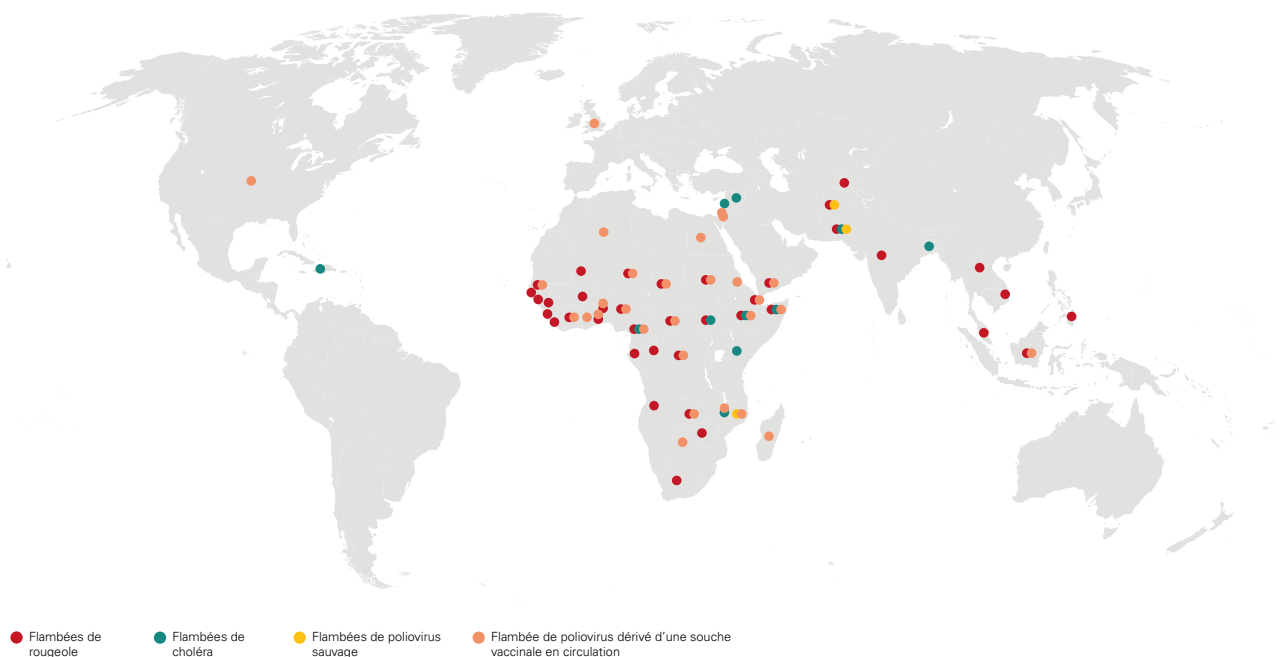 Flambées de
rougeole
Flambées de
choléra
Flambées de poliovirus
sauvage
Flambée de poliovirus dérivé d’une souche
vaccinale en circulation